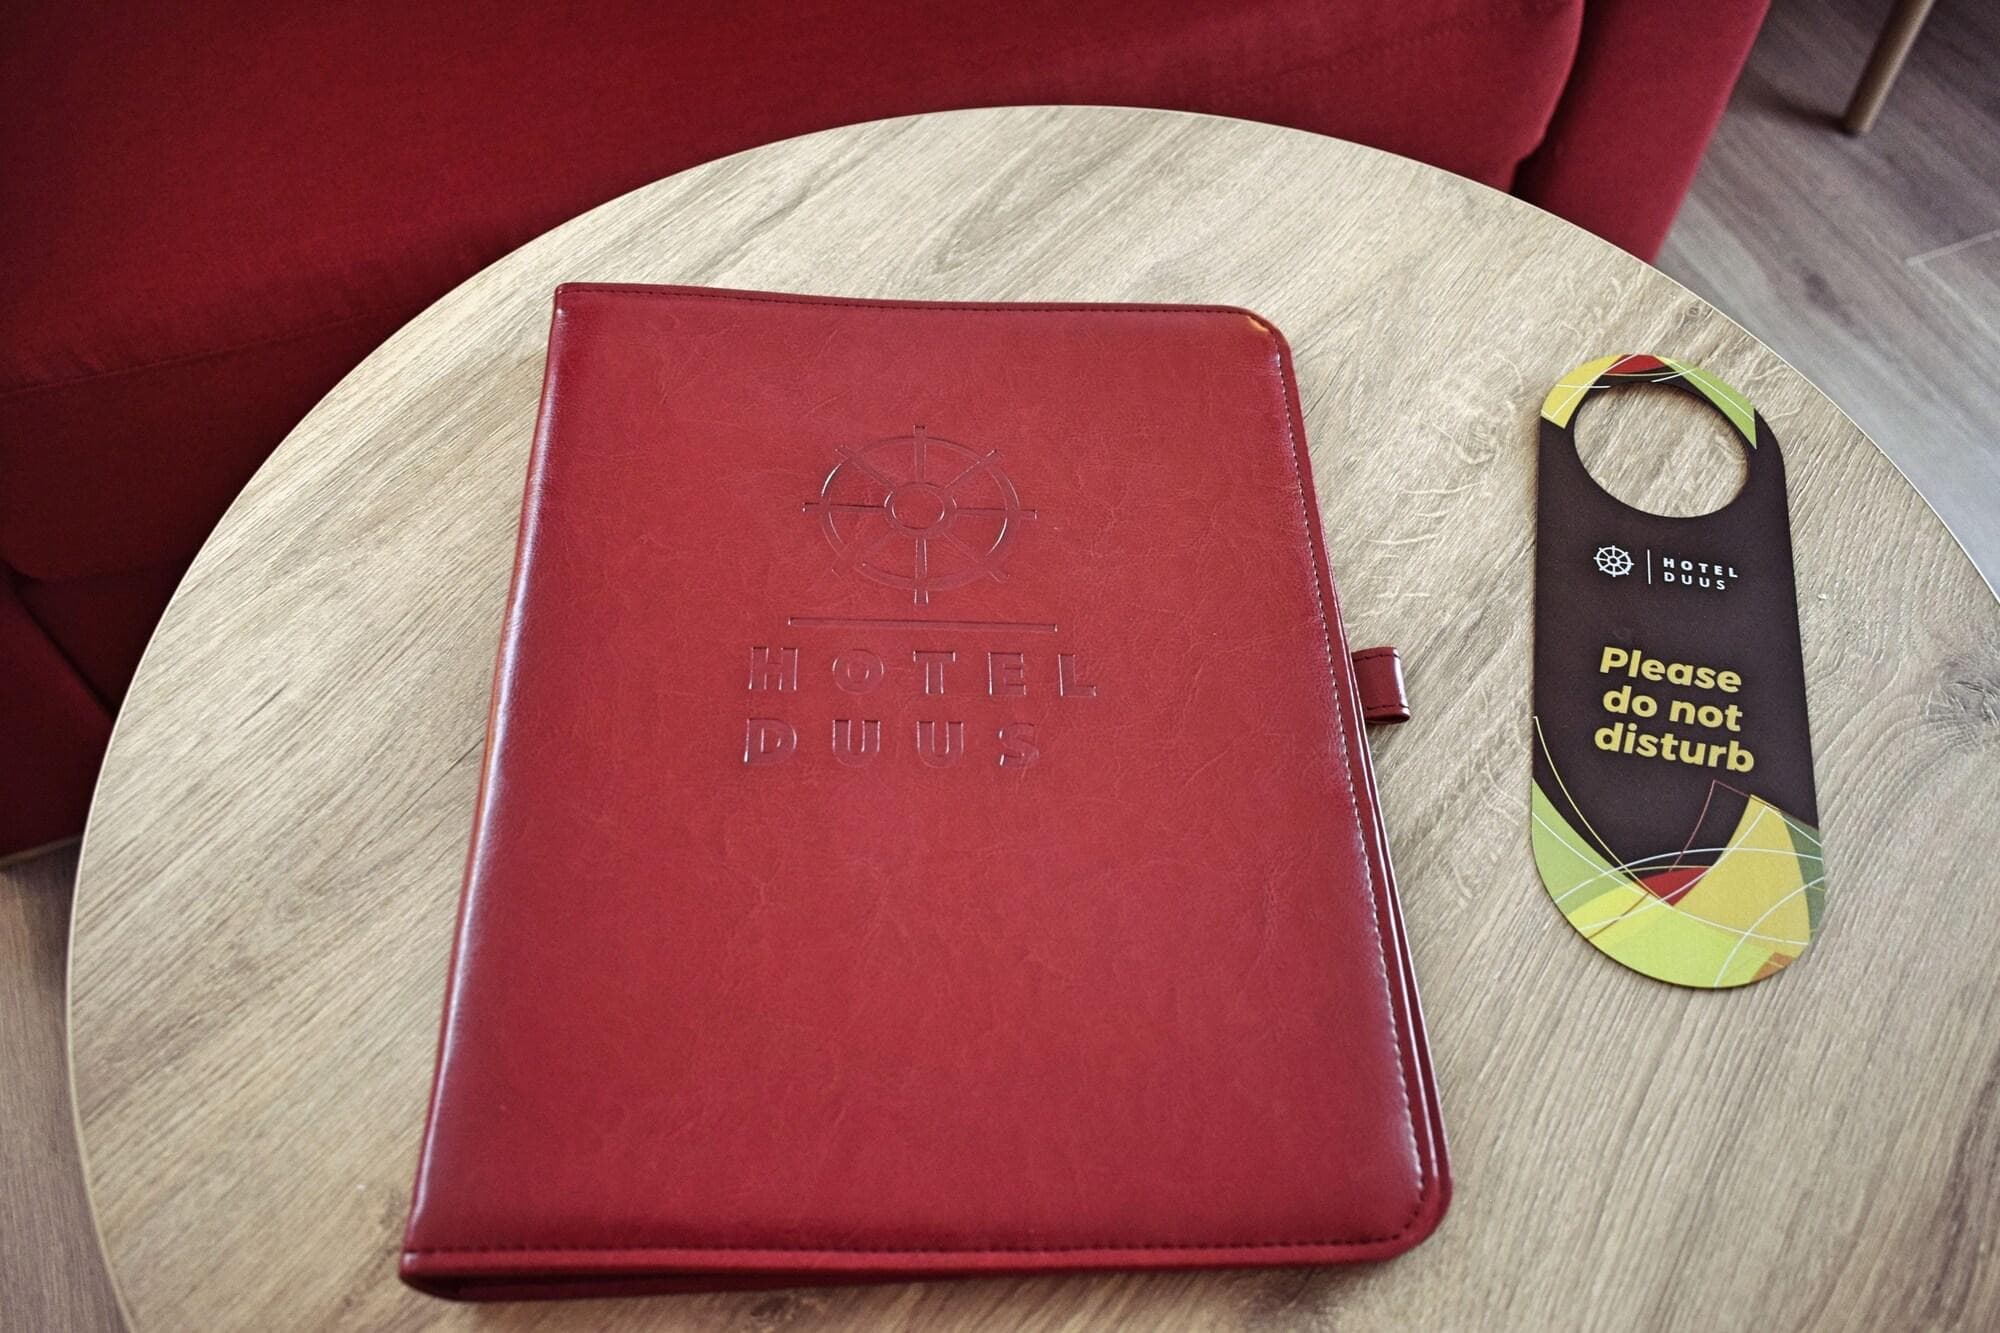 HOTEL
DUUS
HOTEL
DUUS
Please
do not
disturb